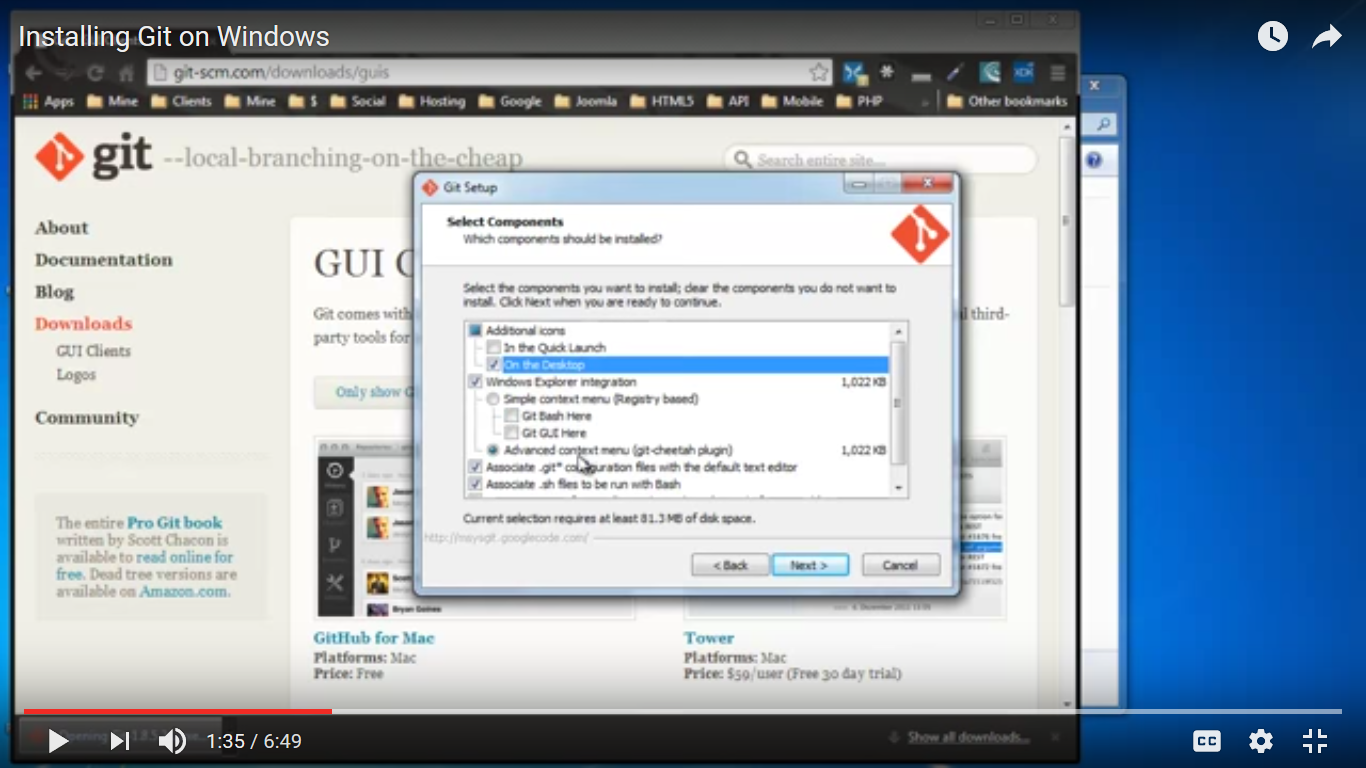 Installing Git on Windows
git-scm.com/downloads/guis
Apps Mine Clients Mine $ Social Hosting Google Joomla HTML5 API Mobile PHP » Other bookmarks
git --local-branching-on-the-cheap
Search entire site...
About
Documentation
Blog
Downloads
GUI Clients
Logos
Community
The entire Pro Git book
written by Scott Chacon is
available to read online for
free. Dead tree versions are
available on Amazon.com.
GUI C
Git comes with
al third-
party tools for
Only show G
Git Setup
Select Components
Which components should be installed?
Select the components you want to install; clear the components you do not want to
install. Click Next when you are ready to continue.
Additional icons
In the Quick Launch
On the Desktop
Windows Explorer integration 1,022 KB
Simple context menu (Registry based)
Git Bash Here
Git GUI Here
Advanced context menu (git-cheetah plugin) 1,022 KB
Associate .git* configuration files with the default text editor
Associate .sh files to be run with Bash
Current selection requires at least 81.3 MB of disk space.
http://msysgit.googlecode.com/
< Back Next > Cancel
Bryan Goines
GitHub for Mac
Platforms: Mac
Price: Free
Tower
Platforms: Mac
Price: $59/user (Free 30 day trial)
Show all downloads...
1:35 / 6:49
CC